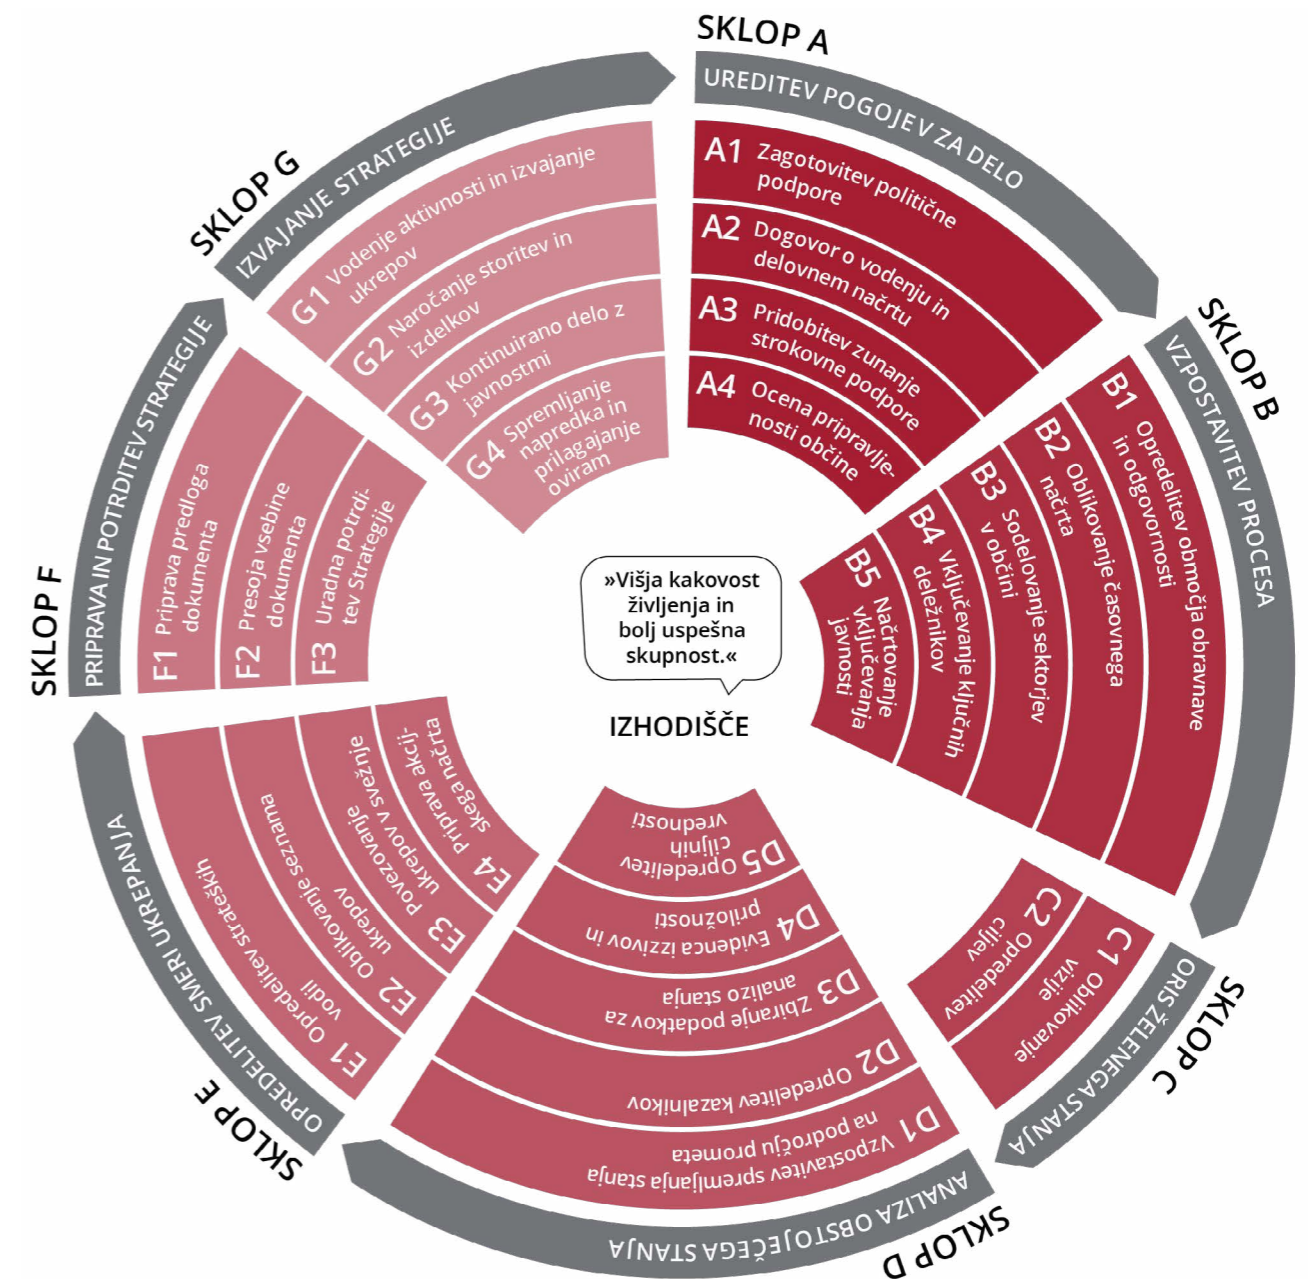 SKLOP A
UREDITEV POGOJEV ZA DELO
A1 Zagotovitev politične
podpore
A2 Dogovor o vodenju in
delovnem načrtu
A3 Pridobitev zunanje
strokovne podpore
A4 Ocena pripravlje-
nosti občine
SKLOP B
VZPOSTAVITEV PROCESA
B1 Opredelitev območja obravnave
in odgovornosti
B2 Oblikovanje časovnega
načrta
B3 Sodelovanje sektorjev
v občini
B4 Vključevanje ključnih
deležnikov
B5 Načrtovanje
vključevanja
javnosti
SKLOP C
ORIS ŽELENEGA STANJA
C1 Oblikovanje
vizije
C2 Opredelitev
ciljev
SKLOP D
ANALIZA OBSTOJEČEGA STANJA
D1 Vzpostavitev spremljanja stanja
na področju prometa
D2 Opredelitev kazalnikov
D3 Zbiranje podatkov za
analizo stanja
D4 Evidenca izzivov in
priložnosti
D5 Opredelitev
ciljnih
vrednosti
SKLOP E
OPREDELITEV SMERI UKREPANJA
E1 Opredelitev strateških
vodil
E2 Oblikovanje seznama
ukrepov
E3 Povezovanje
ukrepov v svežnje
E4 Priprava akcij-
skega načrta
SKLOP F
PRIPRAVA IN POTRDITEV STRATEGIJE
F1 Priprava predloga
dokumenta
F2 Presoja vsebine
dokumenta
F3 Uradna potrdi-
tev Strategije
SKLOP G
IZVAJANJE STRATEGIJE
G1 Vodenje aktivnosti in izvajanje
ukrepov
G2 Naročanje storitev in
izdelkov
G3 Kontinuirano delo z
javnostmi
G4 Spremljanje
napredka in
prilagajanje
oviram
»Višja kakovost
življenja in
bolj uspešna
skupnost.«
IZHODIŠČE